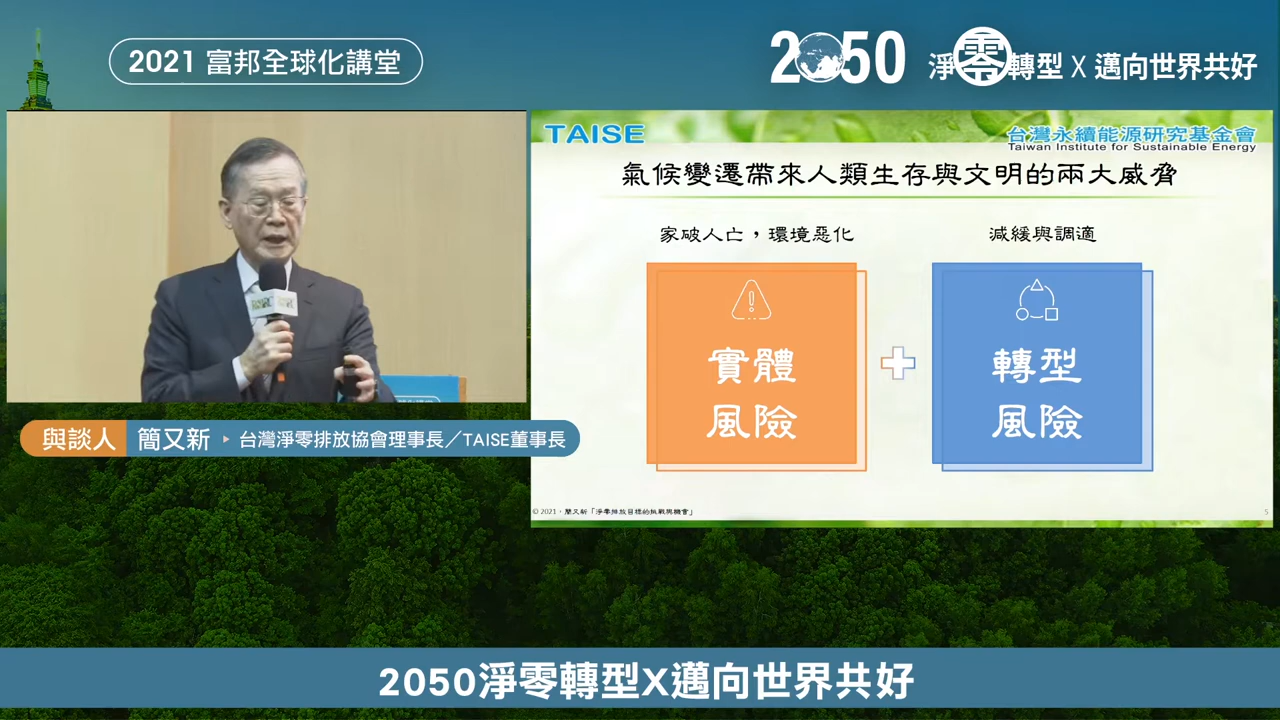 2021 富邦全球化講堂
2050 淨零轉型 X 邁向世界共好
TAISE
台灣永續能源研究基金會
Taiwan Institute for Sustainable Energy
氣候變遷帶來人類生存與文明的兩大威脅
家破人亡，環境惡化
減緩與調適
實體
風險
轉型
風險
© 2021，簡又新「淨零排放目標的挑戰與機會」
5
與談人 簡又新 ▸ 台灣淨零排放協會理事長／TAISE董事長
2050淨零轉型X邁向世界共好